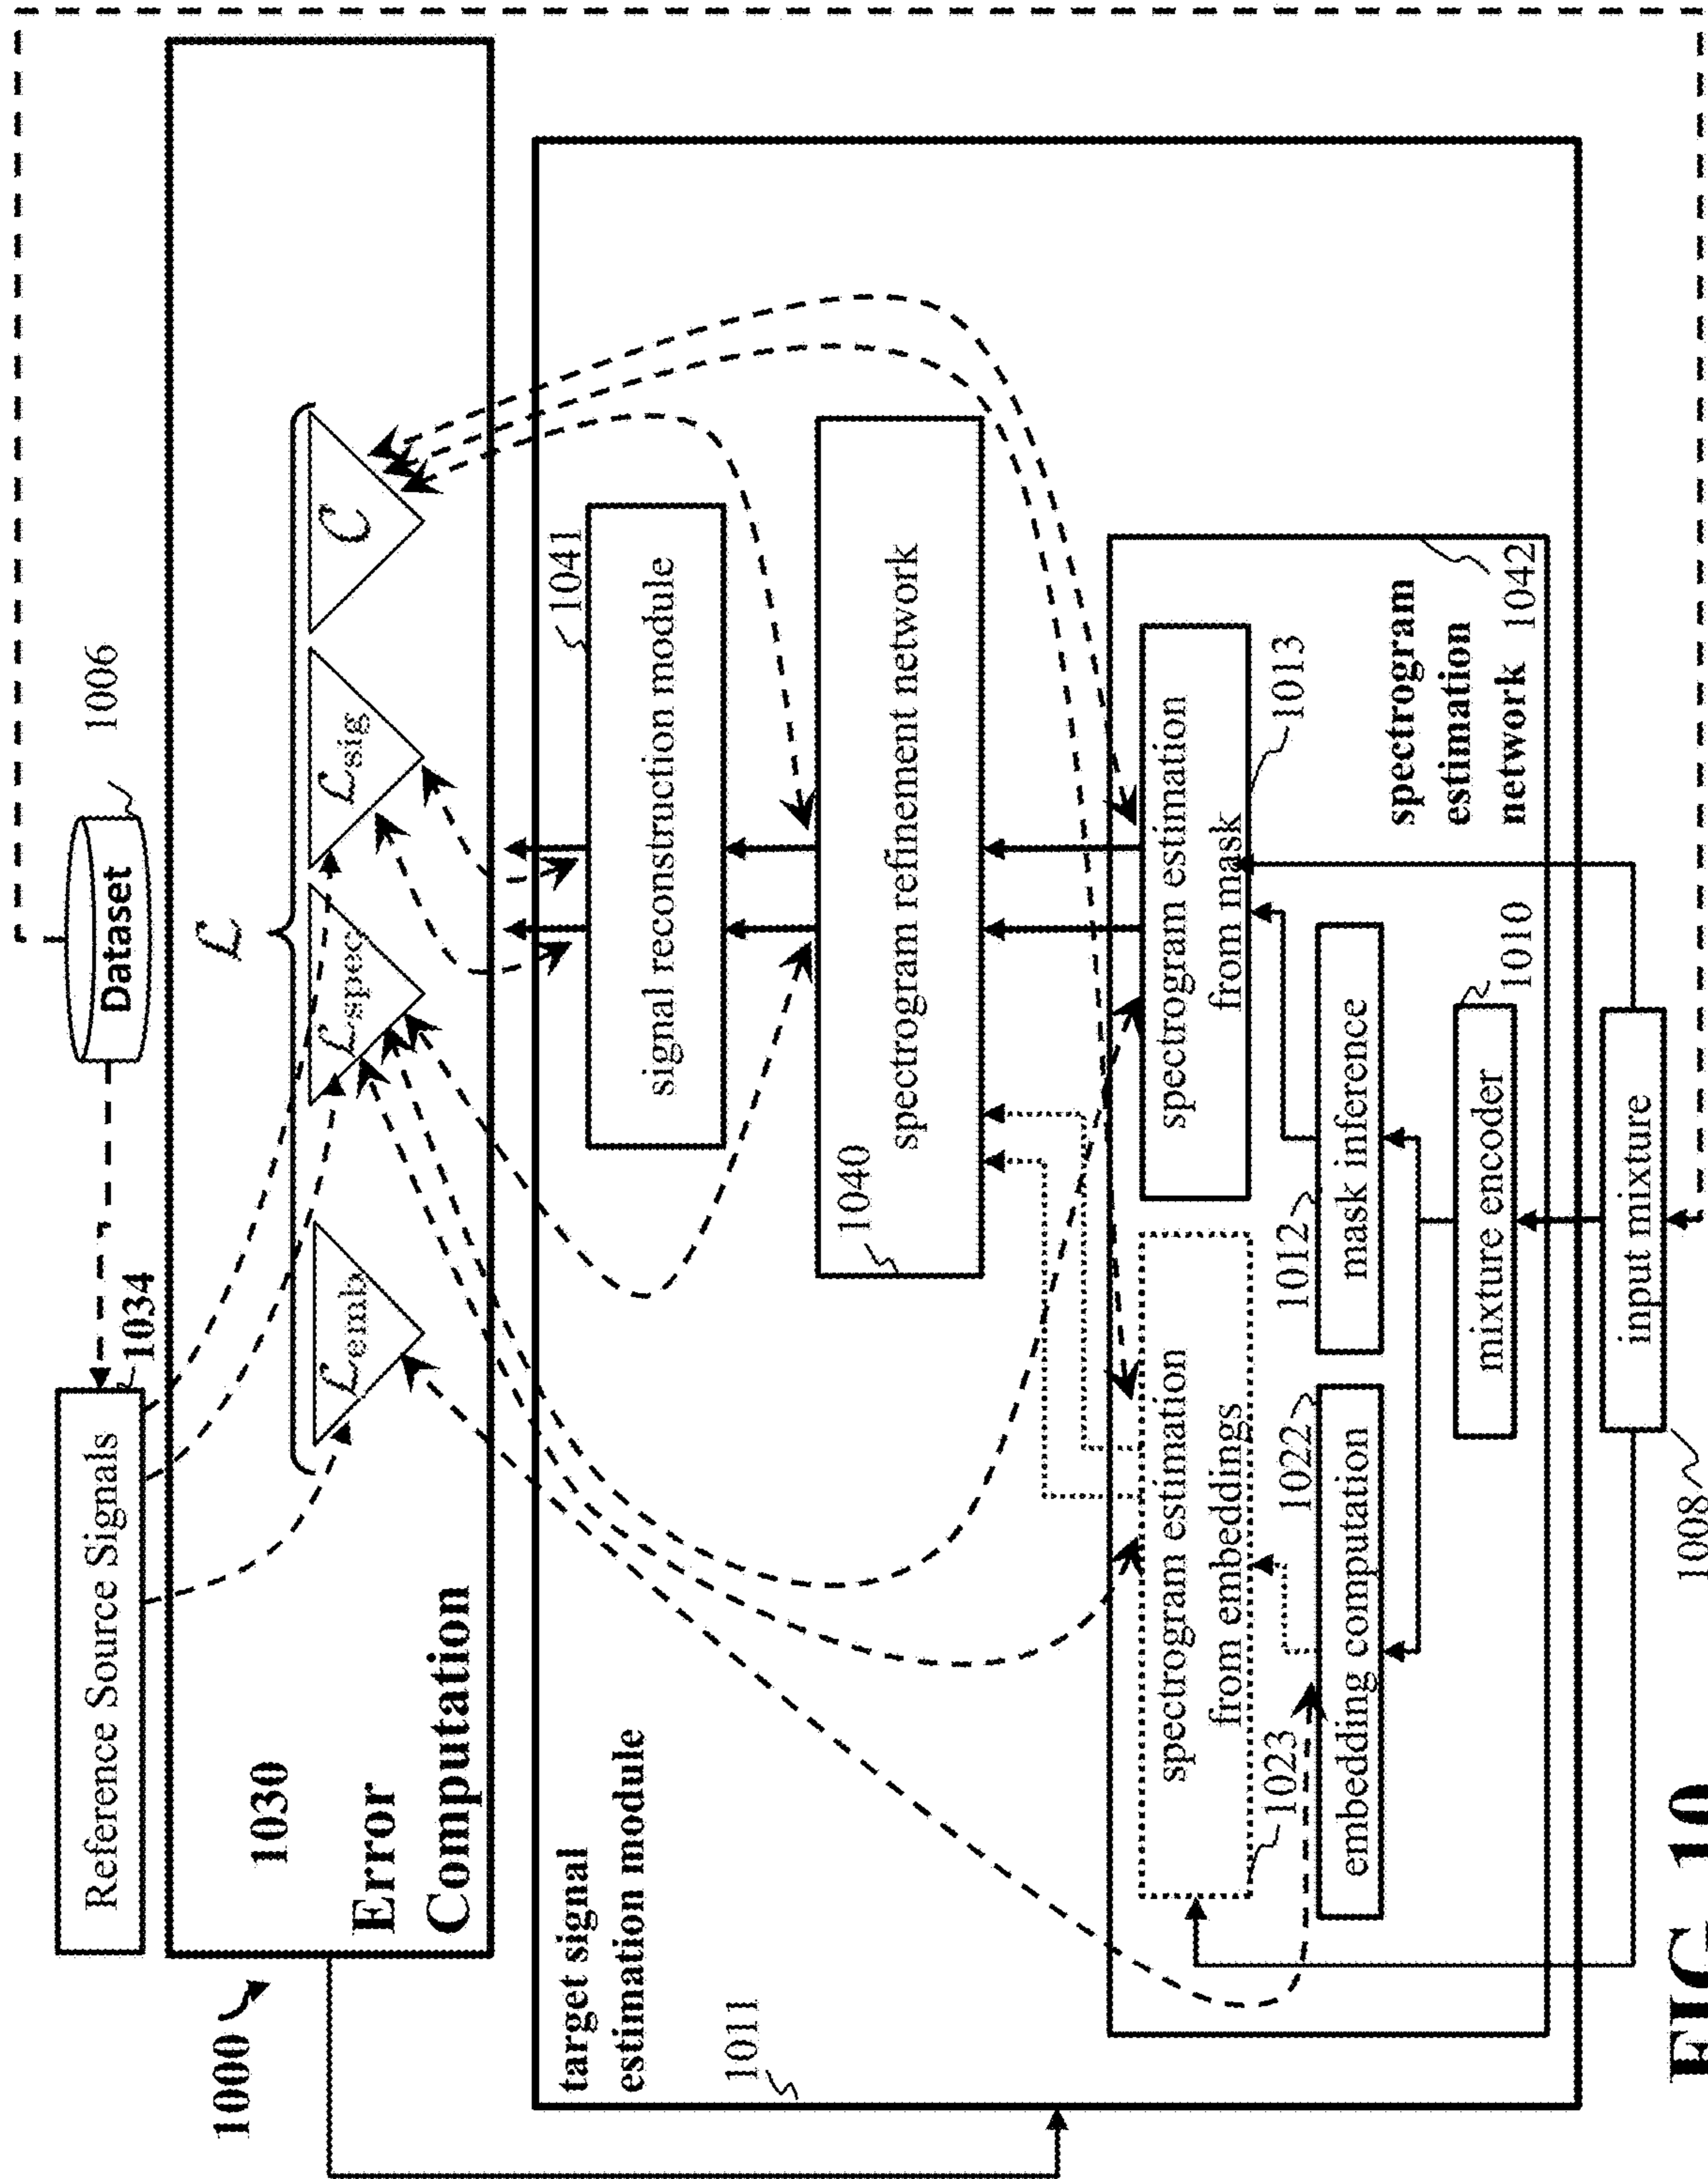 Dataset
1006
Reference Source Signals
1034
1000
1030
Error
Computation
ℒ
ℒemb
ℒspec
ℒsig
C
target signal
estimation module
1011
signal reconstruction module
1041
1040
spectrogram refinement network
spectrogram estimation
from embeddings
1023
spectrogram estimation
from mask
1013
embedding computation
1022
mask inference
1012
spectrogram
estimation
network
1042
mixture encoder
1010
input mixture
1008
FIG 10